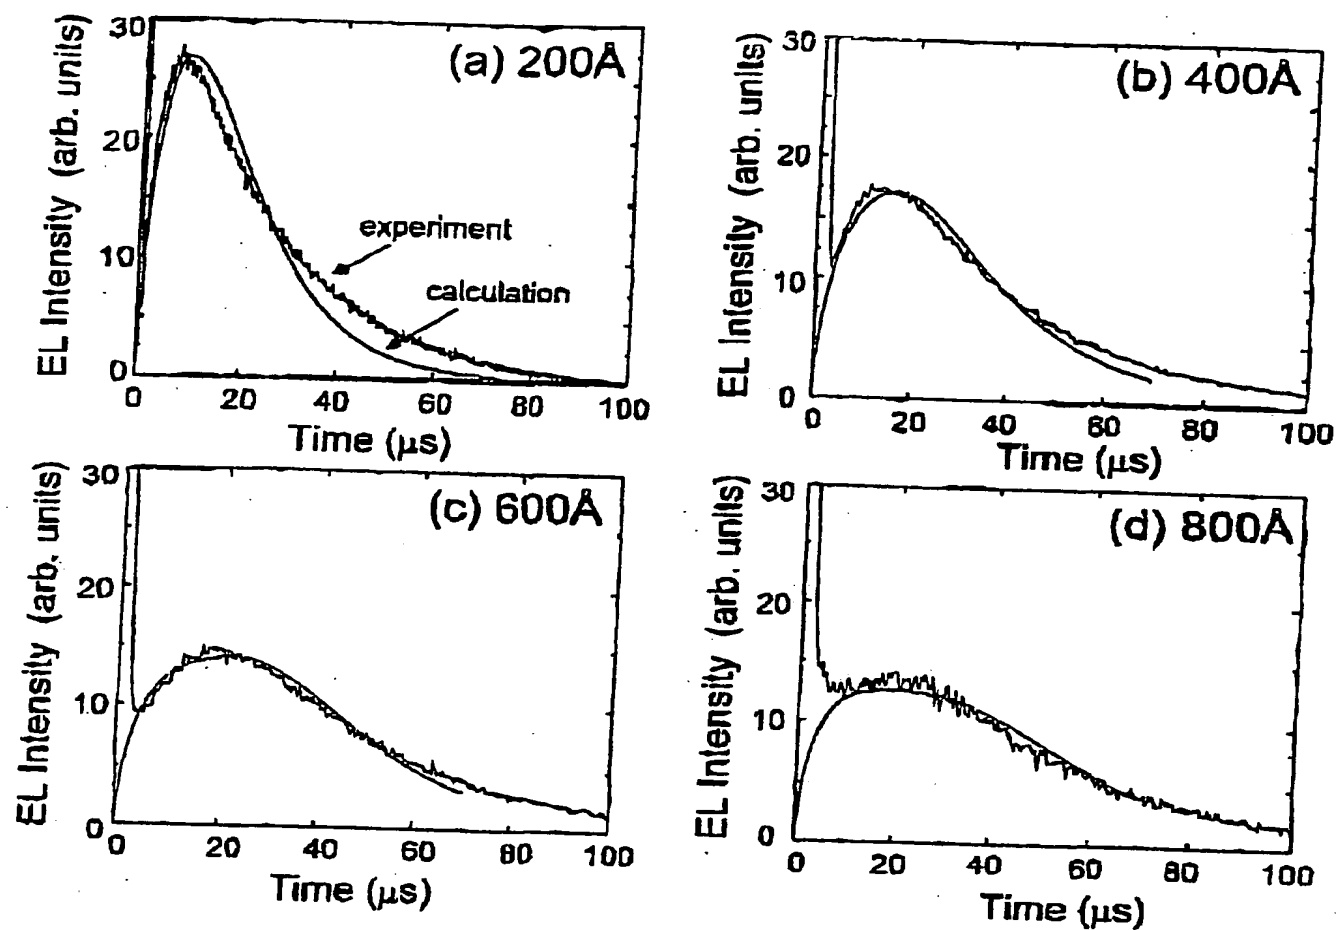 (a) 200Å
EL Intensity (arb. units)
30
20
10
0
experiment
calculation
0 20 40 60 80 100
Time (μs)
(b) 400Å
EL Intensity (arb. units)
30
20
10
0
0 20 40 60 80 100
Time (μs)
(c) 600Å
EL Intensity (arb. units)
30
20
10
0
0 20 40 60 80 100
Time (μs)
(d) 800Å
EL Intensity (arb. units)
30
20
10
0
0 20 40 60 80 100
Time (μs)